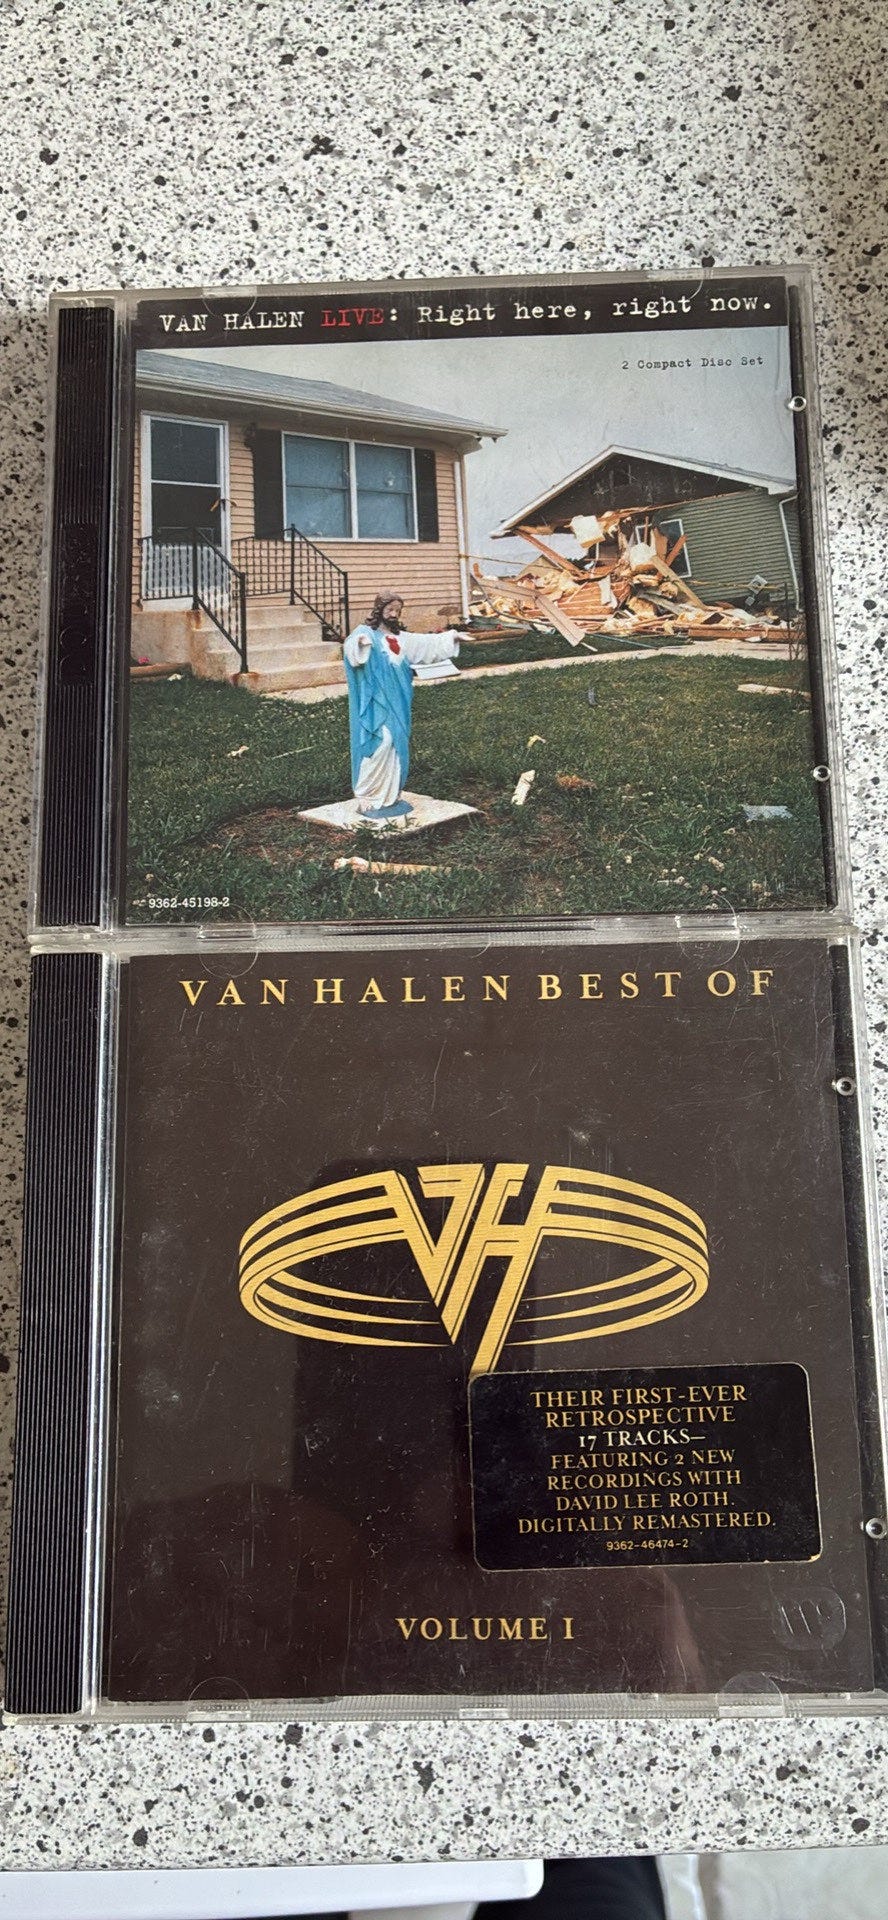 VAN HALEN LIVE: Right here, right now.
2 Compact Disc Set
9362-45198-2
VAN HALEN BEST OF
VH
THEIR FIRST-EVER
RETROSPECTIVE
17 TRACKS—
FEATURING 2 NEW
RECORDINGS WITH
DAVID LEE ROTH.
DIGITALLY REMASTERED.
9362-46474-2
VOLUME I